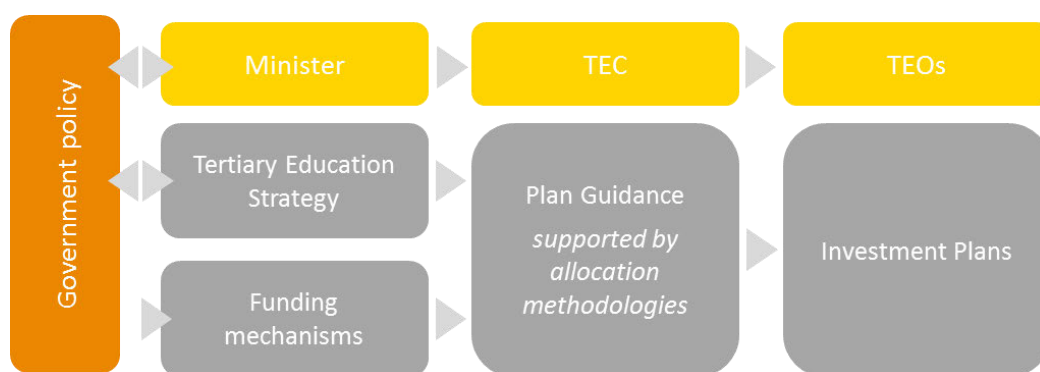 Government policy
Minister
TEC
TEOs
Tertiary Education
Strategy
Plan Guidance
supported by
allocation
methodologies
Investment Plans
Funding
mechanisms